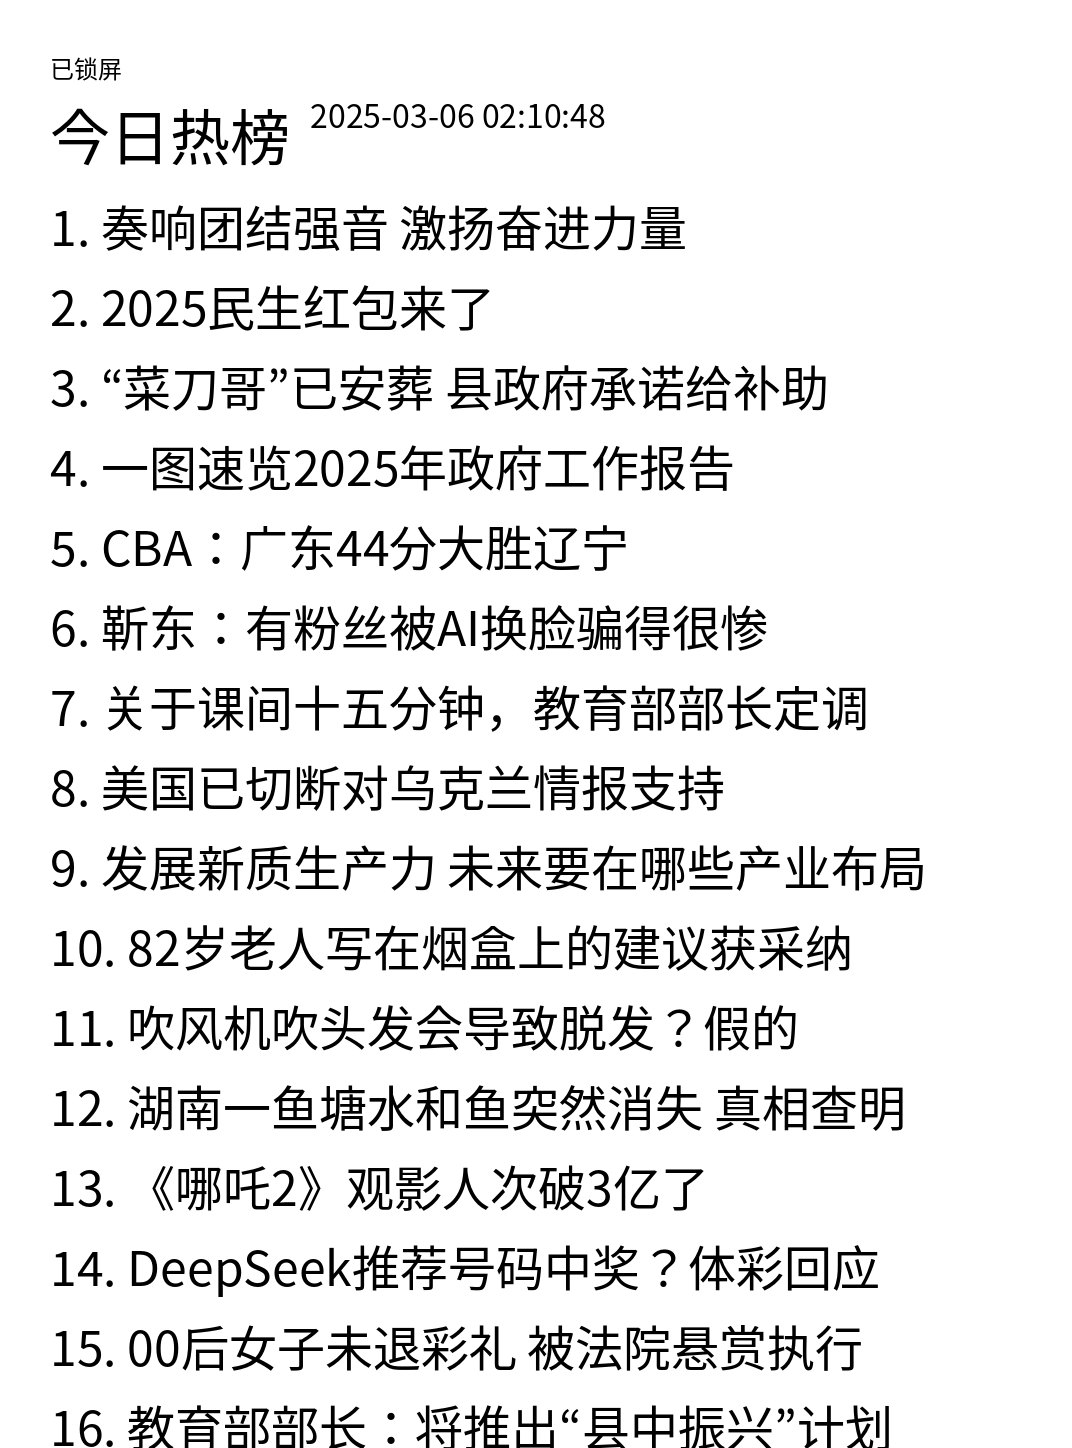 已锁屏
今日热榜 2025-03-06 02:10:48
1. 奏响团结强音 激扬奋进力量
2. 2025民生红包来了
3. “菜刀哥”已安葬 县政府承诺给补助
4. 一图速览2025年政府工作报告
5. CBA：广东44分大胜辽宁
6. 靳东：有粉丝被AI换脸骗得很惨
7. 关于课间十五分钟，教育部部长定调
8. 美国已切断对乌克兰情报支持
9. 发展新质生产力 未来要在哪些产业布局
10. 82岁老人写在烟盒上的建议获采纳
11. 吹风机吹头发会导致脱发？假的
12. 湖南一鱼塘水和鱼突然消失 真相查明
13. 《哪吒2》观影人次破3亿了
14. DeepSeek推荐号码中奖？体彩回应
15. 00后女子未退彩礼 被法院悬赏执行
16. 教育部部长：将推出“县中振兴”计划